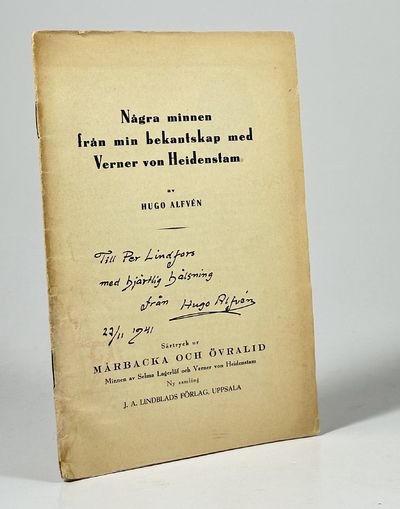 Några minnen
från min bekantskap med
Verner von Heidenstam
AV
HUGO ALFVÉN
Till Per Lindfors
med hjärtlig hälsning
från Hugo Alfvén
23/11 1941
Särtryck ur
MÅRBACKA OCH ÖVRALID
Minnen av Selma Lagerlöf och Verner von Heidenstam
Ny samling
J. A. LINDBLADS FÖRLAG, UPPSALA